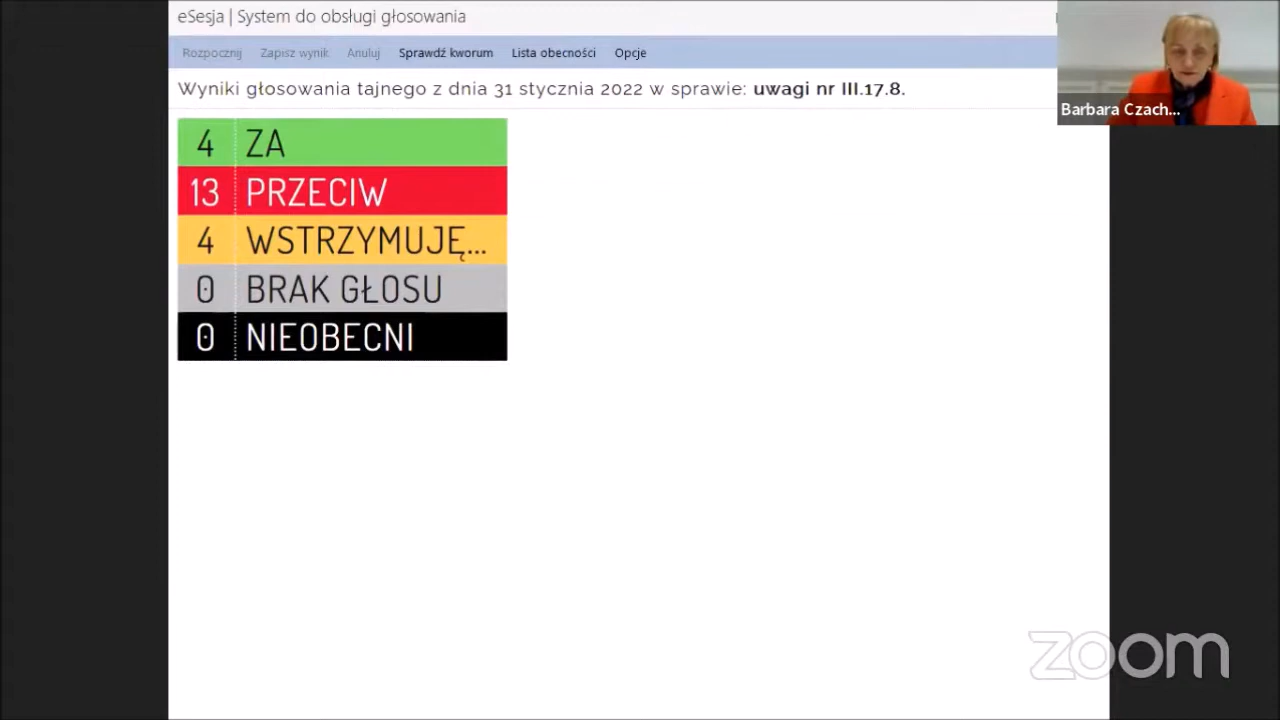 eSesja | System do obsługi głosowania
Rozpocznij Zapisz wynik Anuluj Sprawdź kworum Lista obecności Opcje
Wyniki głosowania tajnego z dnia 31 stycznia 2022 w sprawie: uwagi nr III.17.8.
4 ZA
13 PRZECIW
4 WSTRZYMUJĘ...
0 BRAK GŁOSU
0 NIEOBECNI
Barbara Czach...
zoom